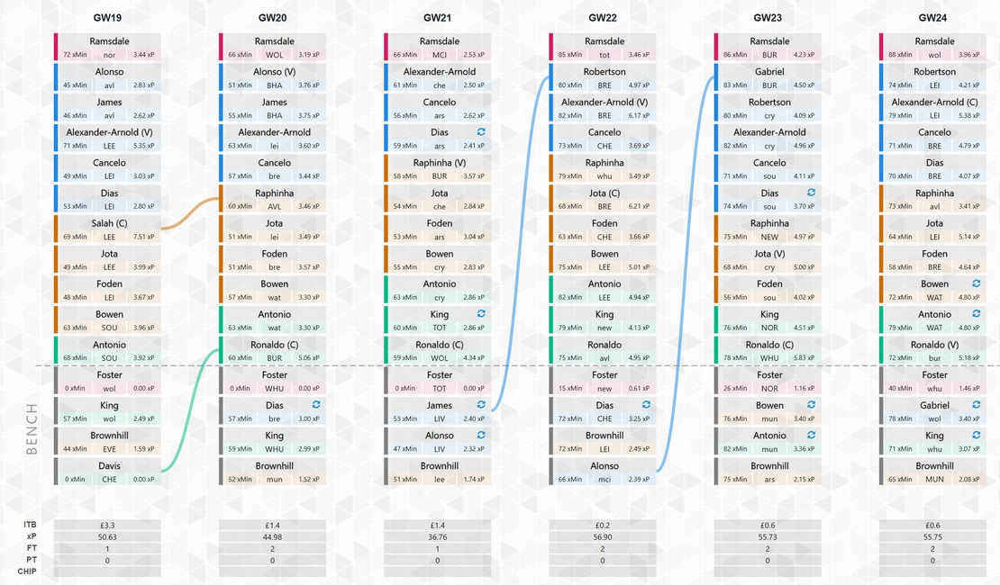 GW19
Ramsdale
72 xMin nor 3.44 xP
Alonso
45 xMin avl 2.83 xP
James
46 xMin avl 2.62 xP
Alexander-Arnold (V)
71 xMin LEE 5.35 xP
Cancelo
49 xMin LEI 3.03 xP
Dias
53 xMin LEI 2.80 xP
Salah (C)
69 xMin LEE 7.51 xP
Jota
49 xMin LEE 3.99 xP
Foden
48 xMin LEI 3.67 xP
Bowen
63 xMin SOU 3.96 xP
Antonio
68 xMin SOU 3.92 xP
Foster
0 xMin wol 0.00 xP
King
57 xMin wol 2.49 xP
Brownhill
44 xMin EVE 1.59 xP
Davis
0 xMin CHE 0.00 xP
GW20
Ramsdale
66 xMin WOL 3.19 xP
Alonso (V)
51 xMin BHA 3.76 xP
James
55 xMin BHA 3.75 xP
Alexander-Arnold
63 xMin lei 3.60 xP
Cancelo
57 xMin bre 3.44 xP
Raphinha
60 xMin AVL 3.46 xP
Jota
51 xMin lei 3.49 xP
Foden
51 xMin bre 3.57 xP
Bowen
57 xMin wat 3.30 xP
Antonio
63 xMin wat 3.30 xP
Ronaldo (C)
60 xMin BUR 5.06 xP
Foster
0 xMin WHU 0.00 xP
Dias
57 xMin bre 3.00 xP
King
59 xMin WHU 2.99 xP
Brownhill
52 xMin mun 1.52 xP
GW21
Ramsdale
66 xMin MCI 2.53 xP
Alexander-Arnold
61 xMin che 2.50 xP
Cancelo
56 xMin ars 2.62 xP
Dias
59 xMin ars 2.41 xP
Raphinha (V)
58 xMin BUR 3.57 xP
Jota
54 xMin che 2.84 xP
Foden
53 xMin ars 3.04 xP
Bowen
55 xMin cry 2.83 xP
Antonio
63 xMin cry 2.86 xP
King
60 xMin TOT 2.86 xP
Ronaldo (C)
59 xMin WOL 4.34 xP
Foster
0 xMin TOT 0.00 xP
James
53 xMin LIV 2.40 xP
Alonso
47 xMin LIV 2.32 xP
Brownhill
51 xMin lee 1.74 xP
GW22
Ramsdale
85 xMin tot 3.46 xP
Robertson
80 xMin BRE 4.97 xP
Alexander-Arnold (V)
82 xMin BRE 6.17 xP
Cancelo
73 xMin CHE 3.69 xP
Raphinha
79 xMin whu 3.49 xP
Jota (C)
68 xMin BRE 6.21 xP
Foden
63 xMin CHE 3.66 xP
Bowen
75 xMin LEE 5.01 xP
Antonio
82 xMin LEE 4.94 xP
King
79 xMin new 4.13 xP
Ronaldo
75 xMin avl 4.95 xP
Foster
15 xMin new 0.61 xP
Dias
72 xMin CHE 3.25 xP
Brownhill
72 xMin LEI 2.49 xP
Alonso
66 xMin mci 2.39 xP
GW23
Ramsdale
86 xMin BUR 4.23 xP
Gabriel
83 xMin BUR 4.50 xP
Robertson
80 xMin cry 4.09 xP
Alexander-Arnold
82 xMin cry 4.96 xP
Cancelo
71 xMin sou 4.11 xP
Dias
74 xMin sou 3.70 xP
Raphinha
75 xMin NEW 4.97 xP
Jota (V)
68 xMin cry 5.00 xP
Foden
56 xMin sou 4.02 xP
King
76 xMin NOR 4.51 xP
Ronaldo (C)
78 xMin WHU 5.83 xP
Foster
26 xMin NOR 1.16 xP
Bowen
76 xMin mun 3.40 xP
Antonio
82 xMin mun 3.36 xP
Brownhill
75 xMin ars 2.15 xP
GW24
Ramsdale
88 xMin wol 3.96 xP
Robertson
74 xMin LEI 4.21 xP
Alexander-Arnold (C)
79 xMin LEI 5.38 xP
Cancelo
71 xMin BRE 4.79 xP
Dias
70 xMin BRE 4.07 xP
Raphinha
73 xMin avl 3.41 xP
Jota
64 xMin LEI 5.14 xP
Foden
58 xMin BRE 4.64 xP
Bowen
72 xMin WAT 4.80 xP
Antonio
79 xMin WAT 4.80 xP
Ronaldo (V)
72 xMin bur 5.18 xP
Foster
40 xMin whu 1.46 xP
Gabriel
78 xMin wol 3.40 xP
King
71 xMin whu 3.07 xP
Brownhill
65 xMin MUN 2.08 xP
BENCH
ITB £3.3 £1.4 £1.4 £0.2 £0.6 £0.6
xP 50.63 44.98 36.76 56.90 55.73 55.75
FT 1 2 1 2 2 2
PT 0 0 0 0 0 0
CHIP